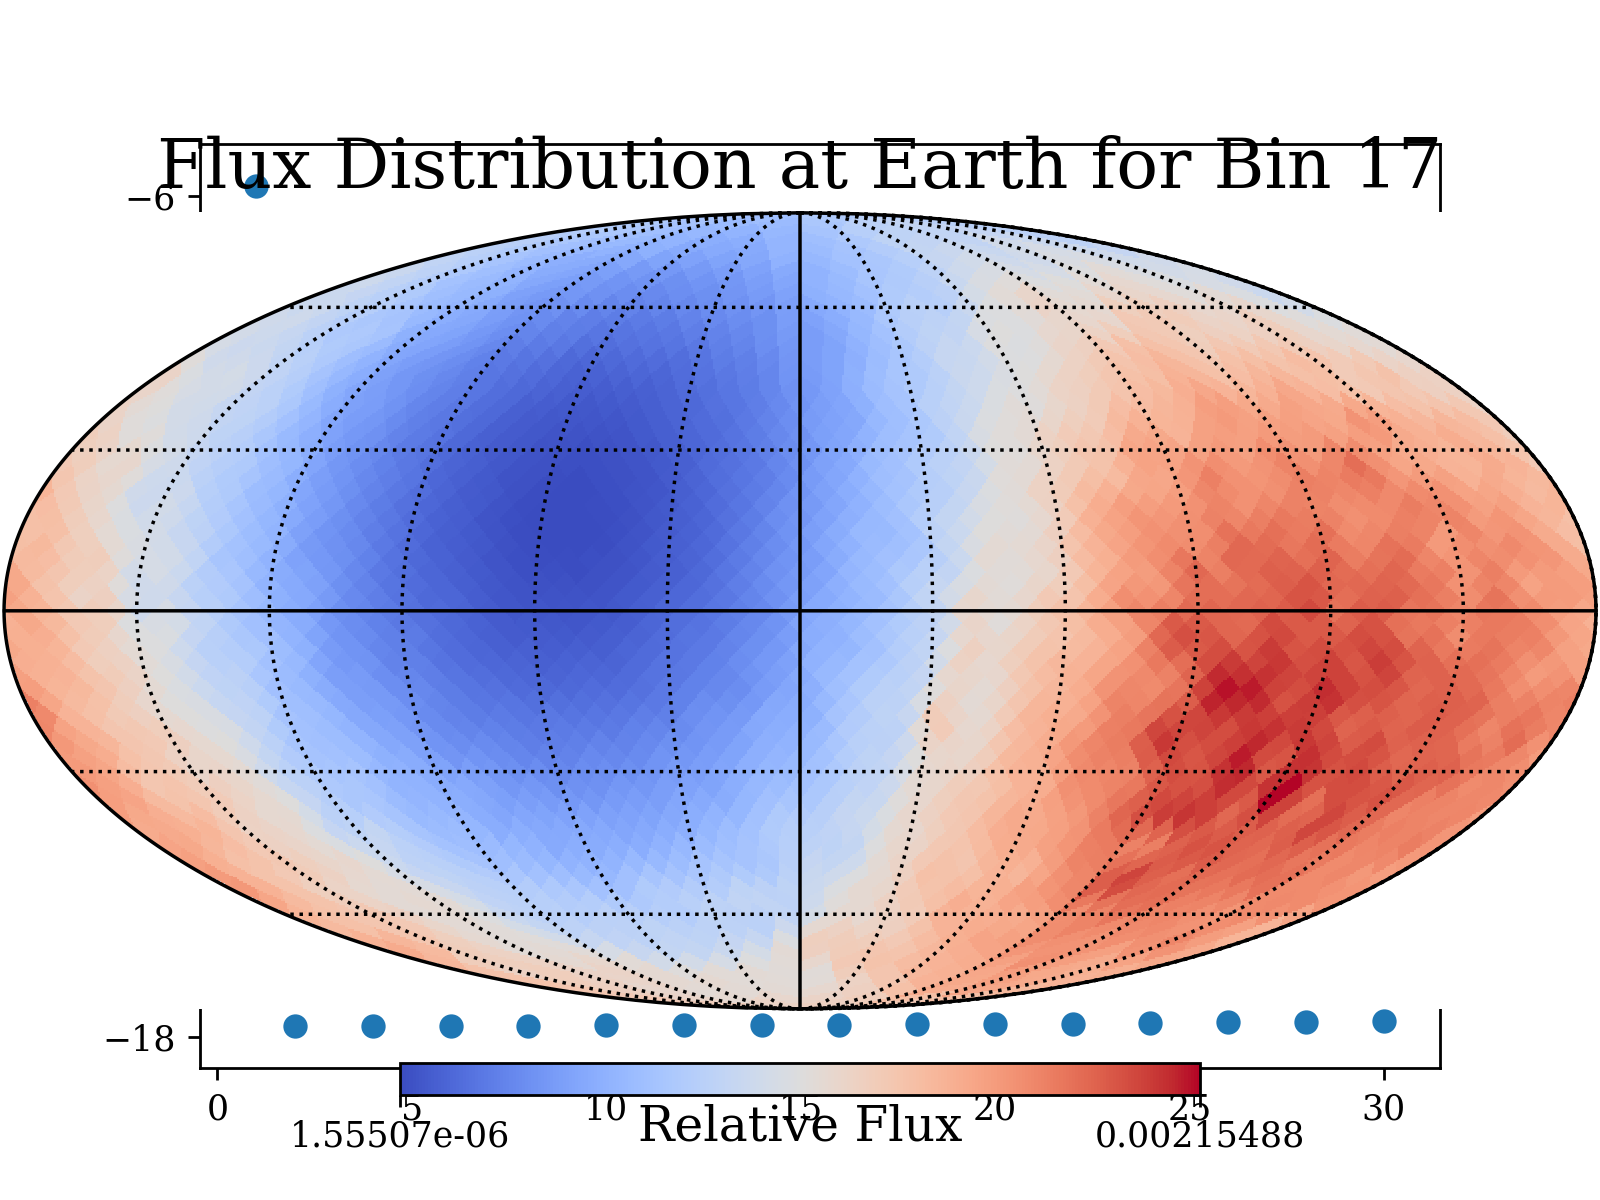 Flux Distribution at Earth for Bin 17
−6
−18
0 5 10 15 20 25 30
Relative Flux
1.55507e-06 0.00215488